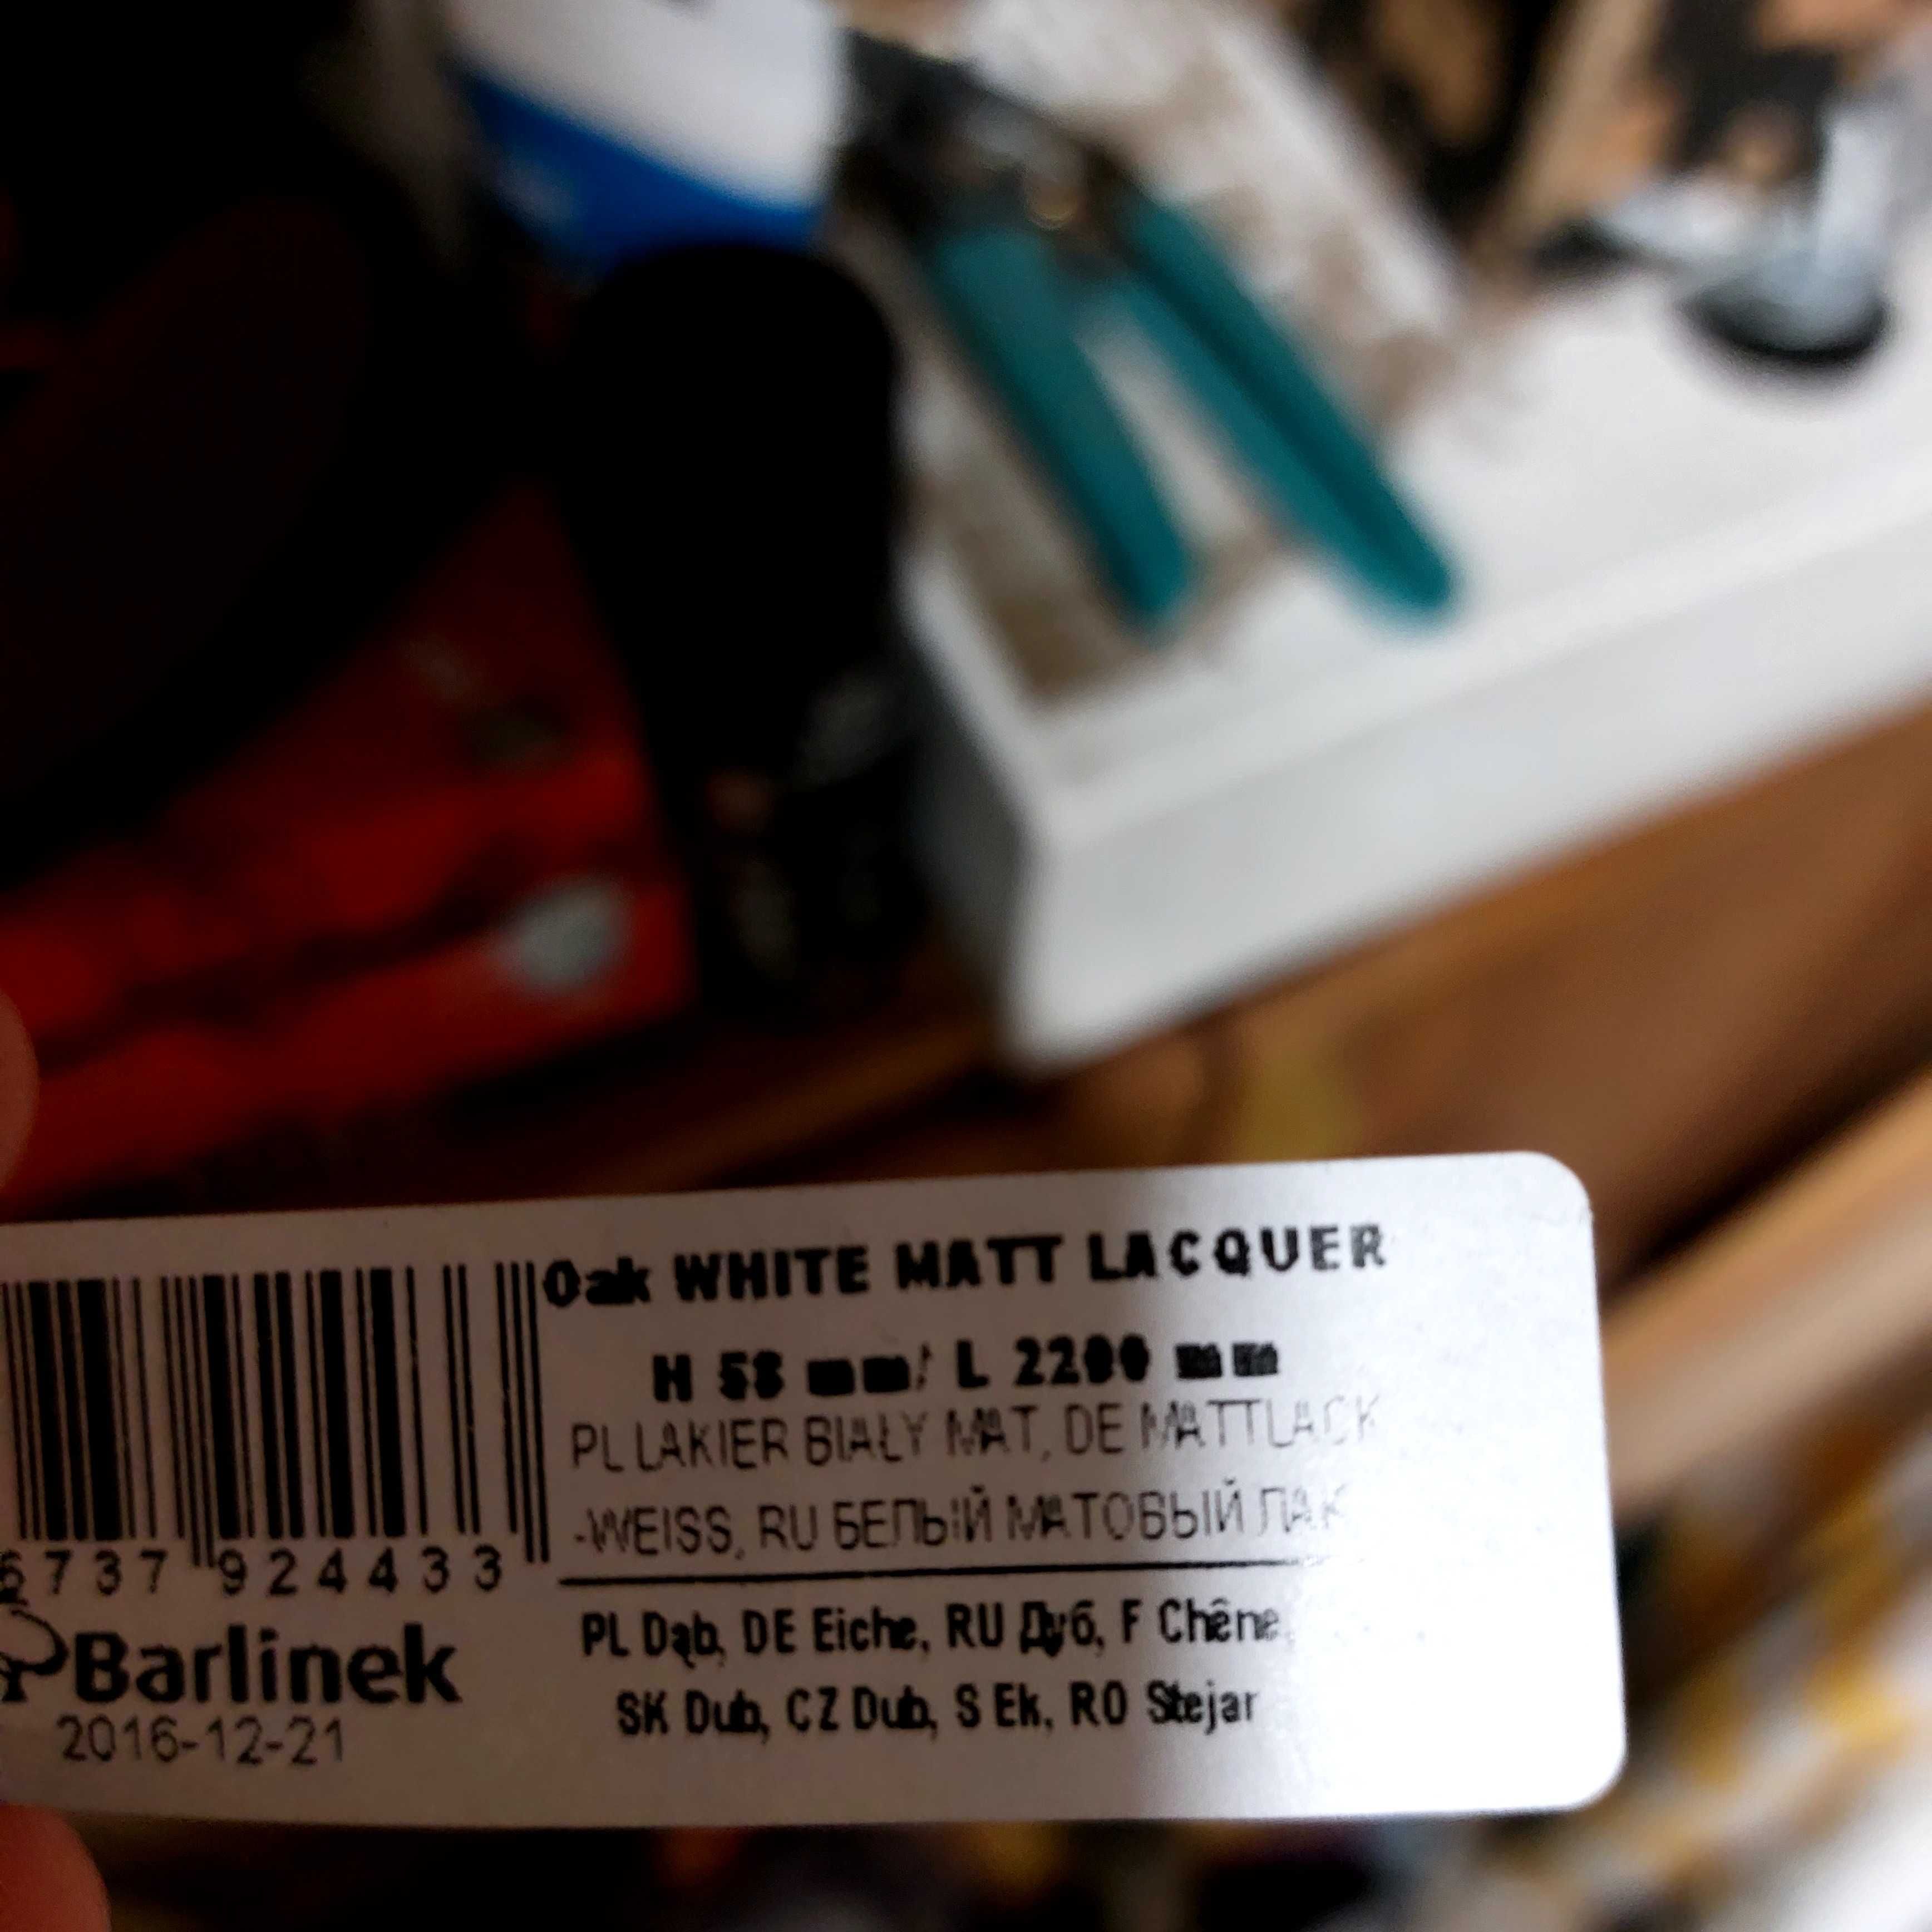 Oak WHITE MATT LACQUER
H 58 mm/ L 2200 mm
PL LAKIER BIAŁY MAT, DE MATTLACK
-WEISS, RU БЕЛЫЙ МАТОВЫЙ ЛАК
6737 924433
PL Dąb, DE Eiche, RU Дуб, F Chêne,
SK Dub, CZ Dub, S Ek, RO Stejar
Barlinek
2016-12-21